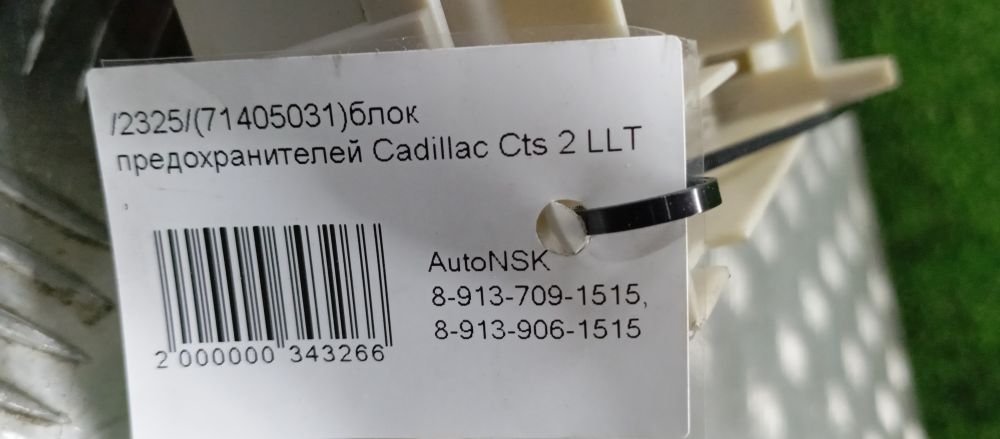 /2325/(71405031)блок
предохранителей Cadillac Cts 2 LLT
,
AutoNSK
8-913-709-1515,
8-913-906-1515
2 000000 343266